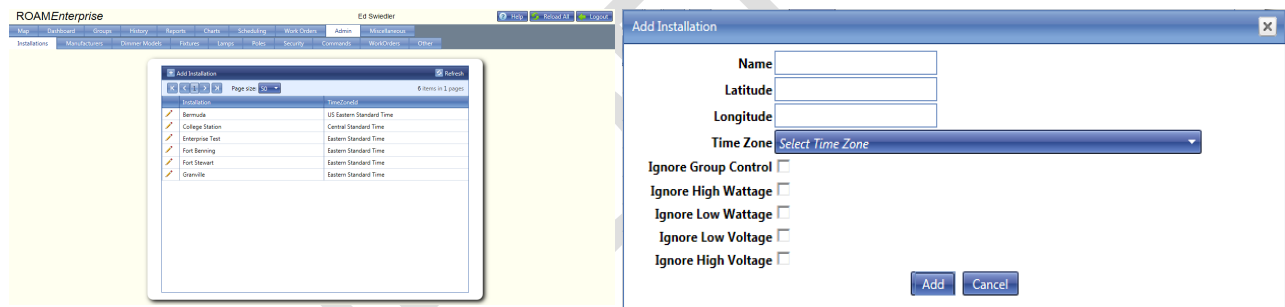 ROAMEnterprise
Ed Swiedler
Help Reload All Logout
Map Dashboard Groups History Reports Charts Scheduling Work Orders Admin Miscellaneous
Installations Manufacturers Dimmer Models Fixtures Lamps Poles Security Commands WorkOrders Other
Add Installation Refresh
1 Page size: 50 6 items in 1 pages
Installation TimeZoneId
Bermuda US Eastern Standard Time
College Station Central Standard Time
Enterprise Test Eastern Standard Time
Fort Benning Eastern Standard Time
Fort Stewart Eastern Standard Time
Granville Eastern Standard Time
Add Installation
Name
Latitude
Longitude
Time Zone Select Time Zone
Ignore Group Control
Ignore High Wattage
Ignore Low Wattage
Ignore Low Voltage
Ignore High Voltage
Add Cancel